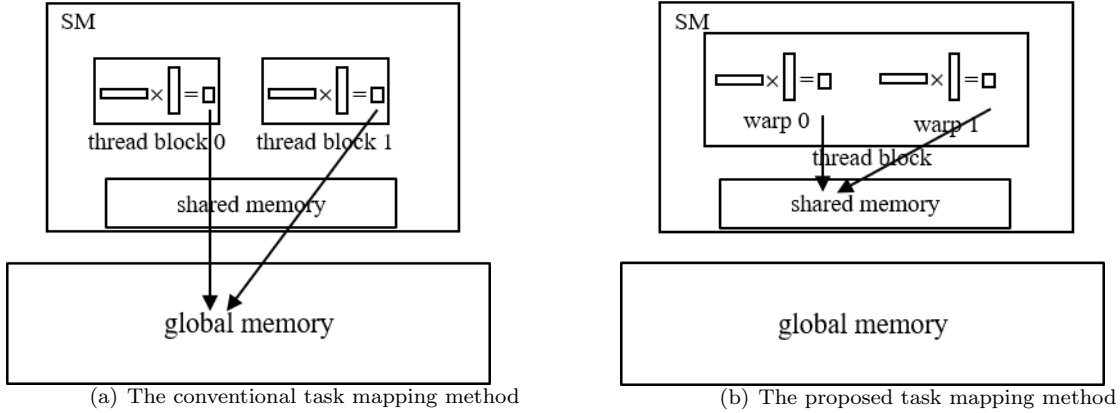 SM
× =
× =
thread block 0
thread block 1
shared memory
global memory
(a) The conventional task mapping method
SM
× =
× =
warp 0
warp 1
thread block
shared memory
global memory
(b) The proposed task mapping method